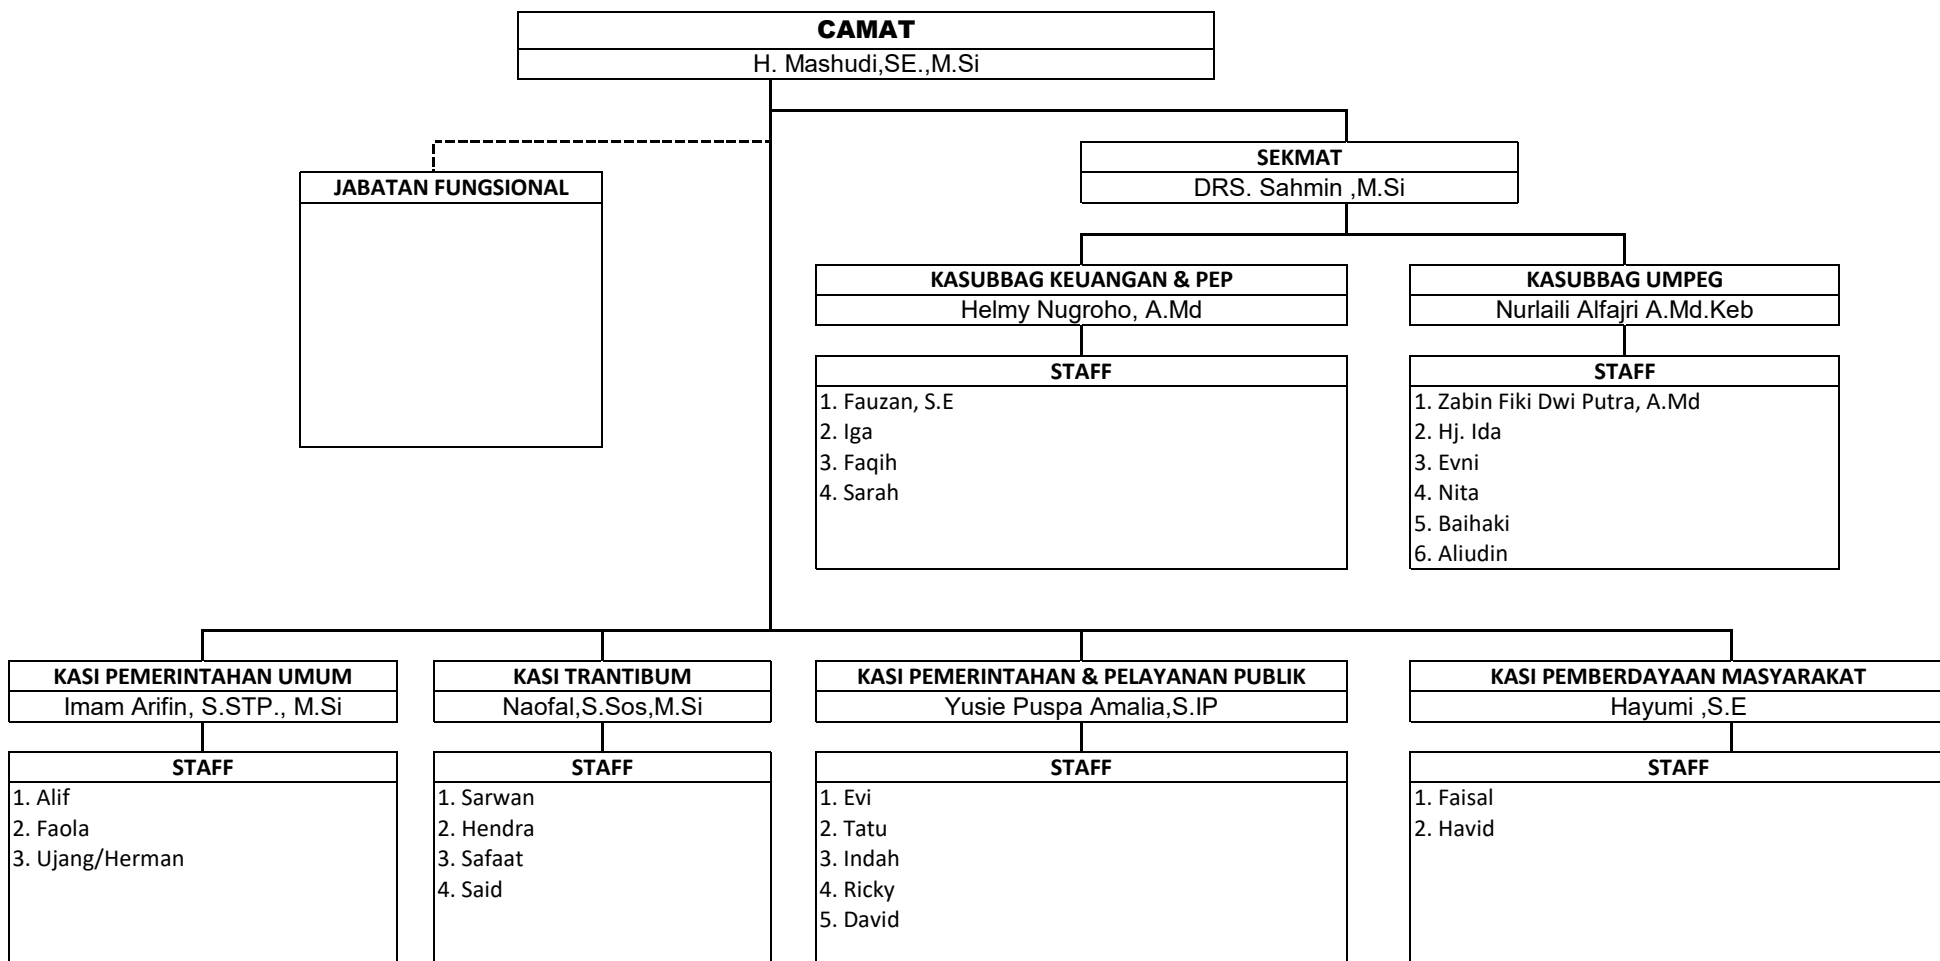 CAMAT
H. Mashudi,SE.,M.Si
SEKMAT
DRS. Sahmin ,M.Si
JABATAN FUNGSIONAL
KASUBBAG KEUANGAN & PEP
Helmy Nugroho, A.Md
STAFF
1. Fauzan, S.E
2. Iga
3. Faqih
4. Sarah
KASUBBAG UMPEG
Nurlaili Alfajri A.Md.Keb
STAFF
1. Zabin Fiki Dwi Putra, A.Md
2. Hj. Ida
3. Evni
4. Nita
5. Baihaki
6. Aliudin
KASI PEMERINTAHAN UMUM
Imam Arifin, S.STP., M.Si
STAFF
1. Alif
2. Faola
3. Ujang/Herman
KASI TRANTIBUM
Naofal,S.Sos,M.Si
STAFF
1. Sarwan
2. Hendra
3. Safaat
4. Said
KASI PEMERINTAHAN & PELAYANAN PUBLIK
Yusie Puspa Amalia,S.IP
STAFF
1. Evi
2. Tatu
3. Indah
4. Ricky
5. David
KASI PEMBERDAYAAN MASYARAKAT
Hayumi ,S.E
STAFF
1. Faisal
2. Havid